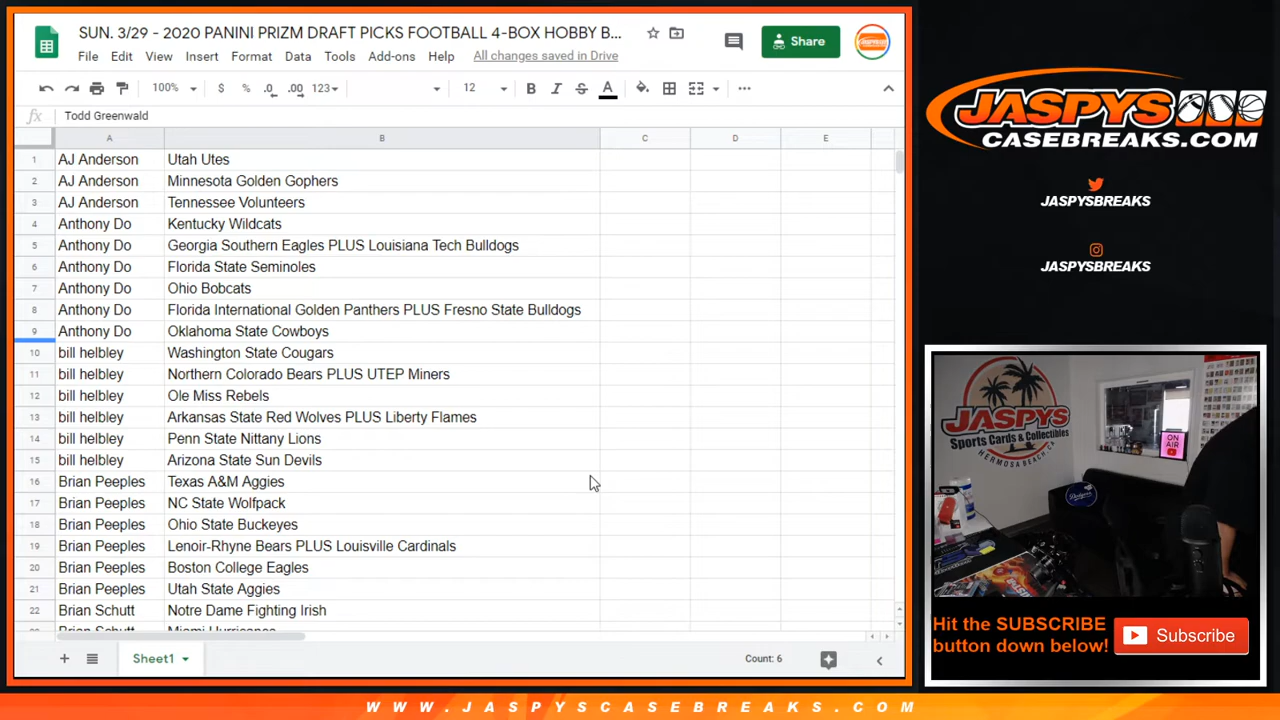 SUN. 3/29 - 2020 PANINI PRIZM DRAFT PICKS FOOTBALL 4-BOX HOBBY B...
Share
File Edit View Insert Format Data Tools Add-ons Help All changes saved in Drive
100% $ % .0 .00 123 12 B I S A
fx Todd Greenwald
A B C D E
1 AJ Anderson Utah Utes
2 AJ Anderson Minnesota Golden Gophers
3 AJ Anderson Tennessee Volunteers
4 Anthony Do Kentucky Wildcats
5 Anthony Do Georgia Southern Eagles PLUS Louisiana Tech Bulldogs
6 Anthony Do Florida State Seminoles
7 Anthony Do Ohio Bobcats
8 Anthony Do Florida International Golden Panthers PLUS Fresno State Bulldogs
9 Anthony Do Oklahoma State Cowboys
10 bill helbley Washington State Cougars
11 bill helbley Northern Colorado Bears PLUS UTEP Miners
12 bill helbley Ole Miss Rebels
13 bill helbley Arkansas State Red Wolves PLUS Liberty Flames
14 bill helbley Penn State Nittany Lions
15 bill helbley Arizona State Sun Devils
16 Brian Peeples Texas A&M Aggies
17 Brian Peeples NC State Wolfpack
18 Brian Peeples Ohio State Buckeyes
19 Brian Peeples Lenoir-Rhyne Bears PLUS Louisville Cardinals
20 Brian Peeples Boston College Eagles
21 Brian Peeples Utah State Aggies
22 Brian Schutt Notre Dame Fighting Irish
Brian Schutt Miami Hurricanes
Sheet1
Count: 6
JASPYS
CASEBREAKS.COM
JASPYSBREAKS
JASPYSBREAKS
JASPYS
Sports Cards & Collectibles
HERMOSA BEACH, CA
ON AIR
Dodgers
Hit the SUBSCRIBE
button down below!
Subscribe
WWW.JASPYSCASEBREAKS.COM